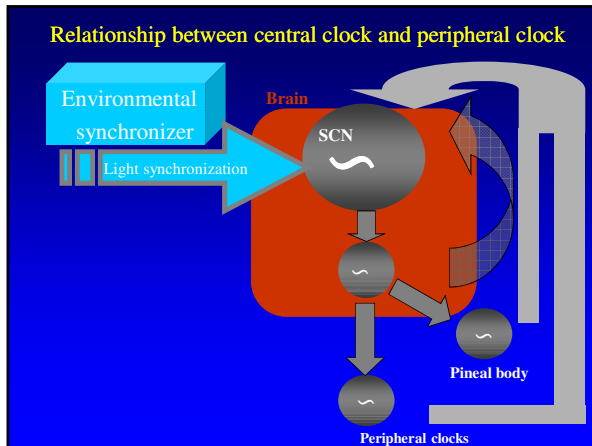 Relationship between central clock and peripheral clock
Environmental
synchronizer
Brain
SCN
Light synchronization
Pineal body
Peripheral clocks